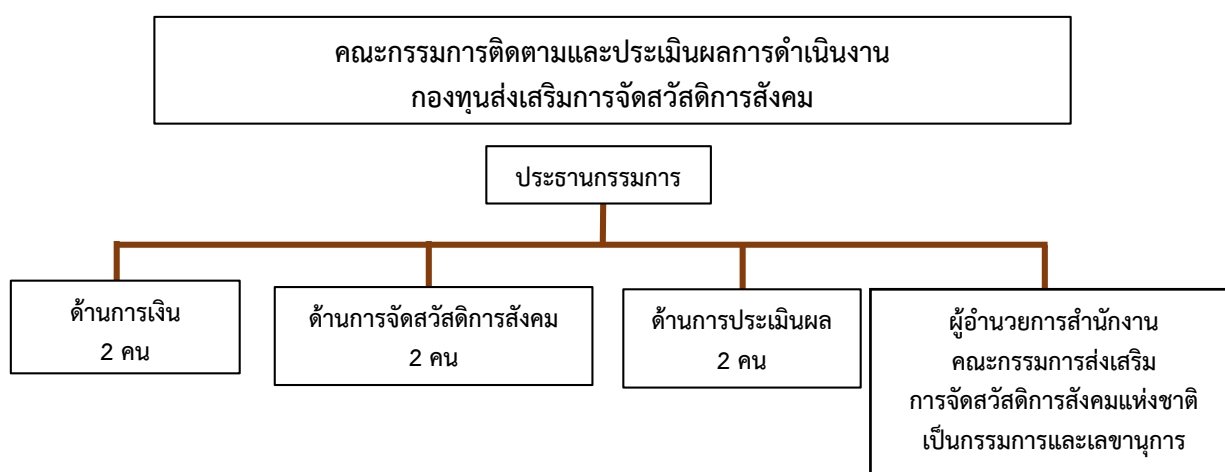 คณะกรรมการติดตามและประเมินผลการดำเนินงาน
กองทุนส่งเสริมการจัดสวัสดิการสังคม
ประธานกรรมการ
ด้านการเงิน
2 คน
ด้านการจัดสวัสดิการสังคม
2 คน
ด้านการประเมินผล
2 คน
ผู้อำนวยการสำนักงาน
คณะกรรมการส่งเสริม
การจัดสวัสดิการสังคมแห่งชาติ
เป็นกรรมการและเลขานุการ